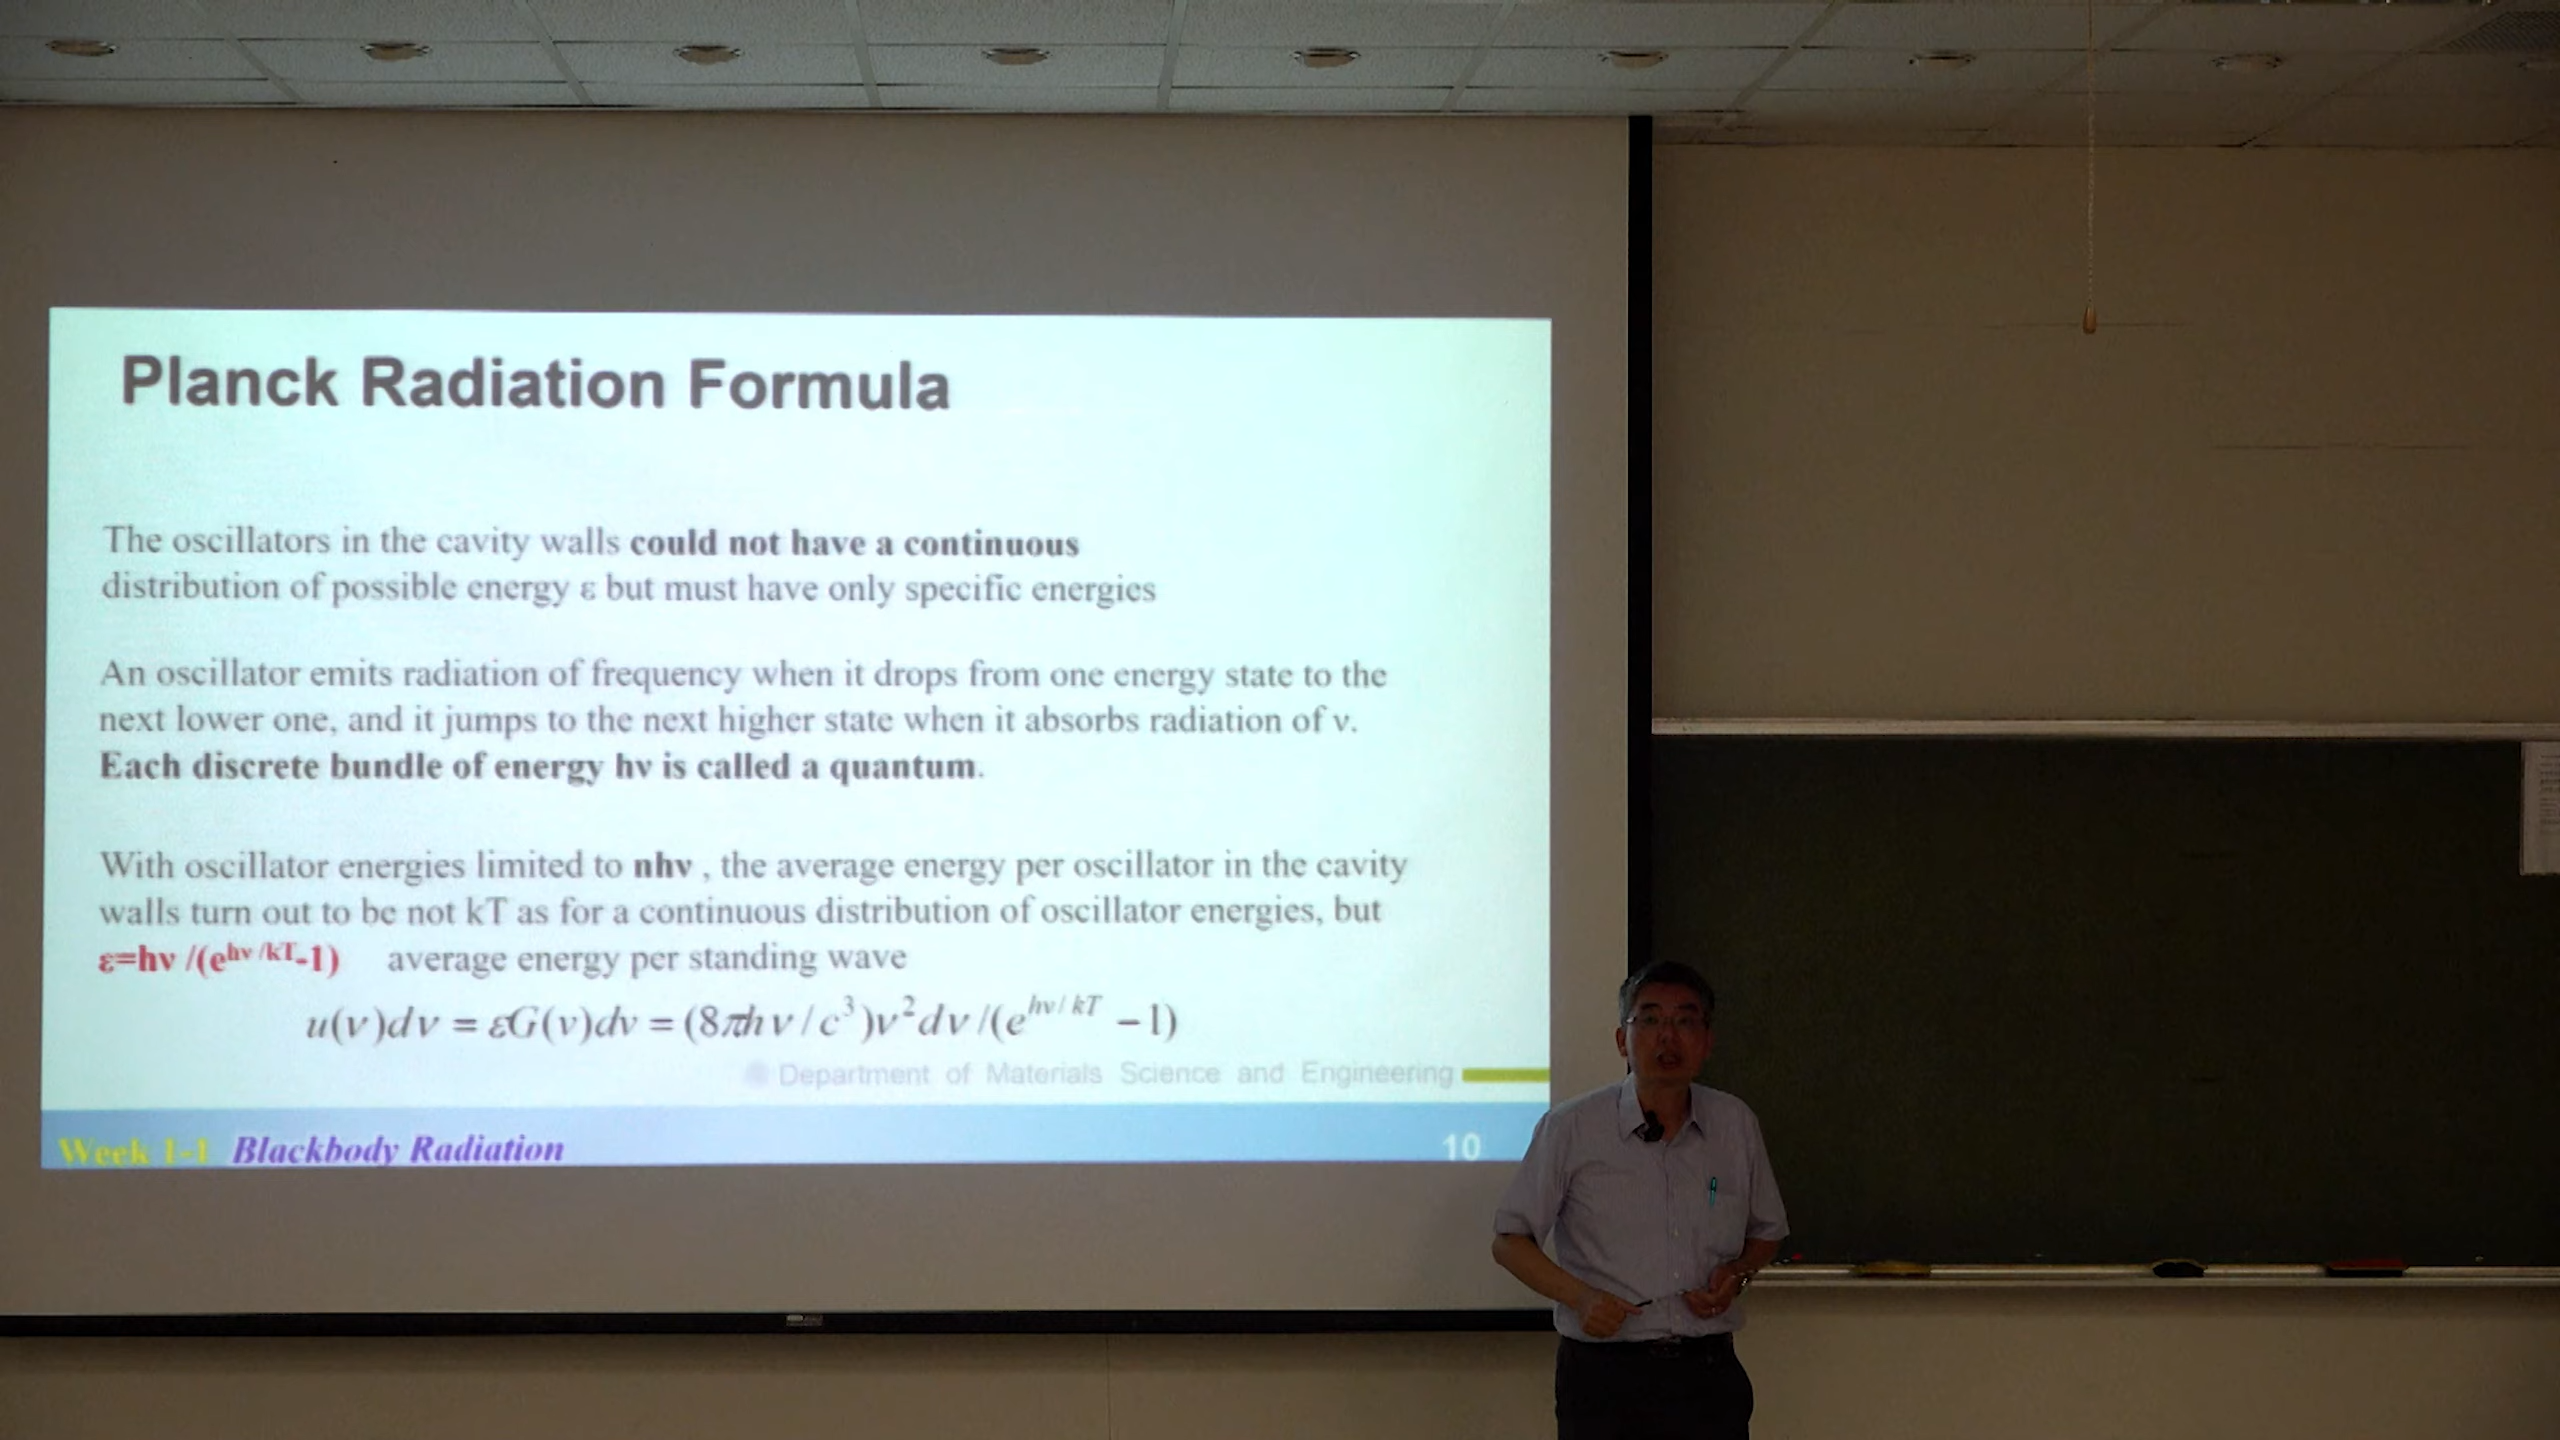 Planck Radiation Formula
The oscillators in the cavity walls could not have a continuous
distribution of possible energy ε but must have only specific energies
An oscillator emits radiation of frequency when it drops from one energy state to the
next lower one, and it jumps to the next higher state when it absorbs radiation of ν.
Each discrete bundle of energy hν is called a quantum.
With oscillator energies limited to nhν , the average energy per oscillator in the cavity
walls turn out to be not kT as for a continuous distribution of oscillator energies, but
ε=hν /(e^{hν /kT}-1) average energy per standing wave
u(ν)dν = εG(ν)dν = (8πhν / c³)ν²dν /(e^{hν / kT} − 1)
Department of Materials Science and Engineering
Week 1-1 Blackbody Radiation 10